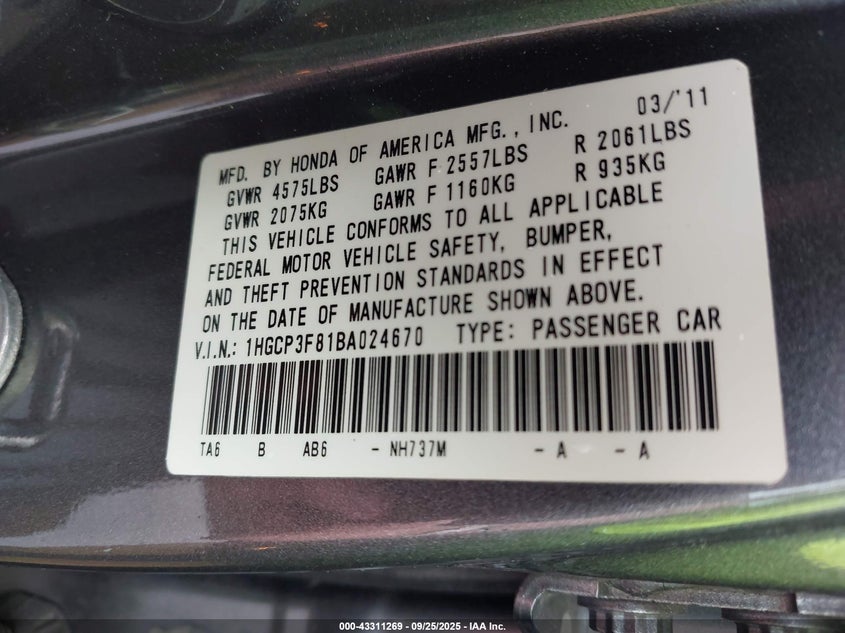 03/'11
MFD. BY HONDA OF AMERICA MFG., INC.
GVWR 4575LBS GAWR F 2557LBS R 2061LBS
GVWR 2075KG GAWR F 1160KG R 935KG
THIS VEHICLE CONFORMS TO ALL APPLICABLE
FEDERAL MOTOR VEHICLE SAFETY, BUMPER,
AND THEFT PREVENTION STANDARDS IN EFFECT
ON THE DATE OF MANUFACTURE SHOWN ABOVE.
V.I.N.: 1HGCP3F81BA024670 TYPE: PASSENGER CAR
TA6 B AB6 - NH737M - A - A
000-43311269 - 09/25/2025 - IAA Inc.